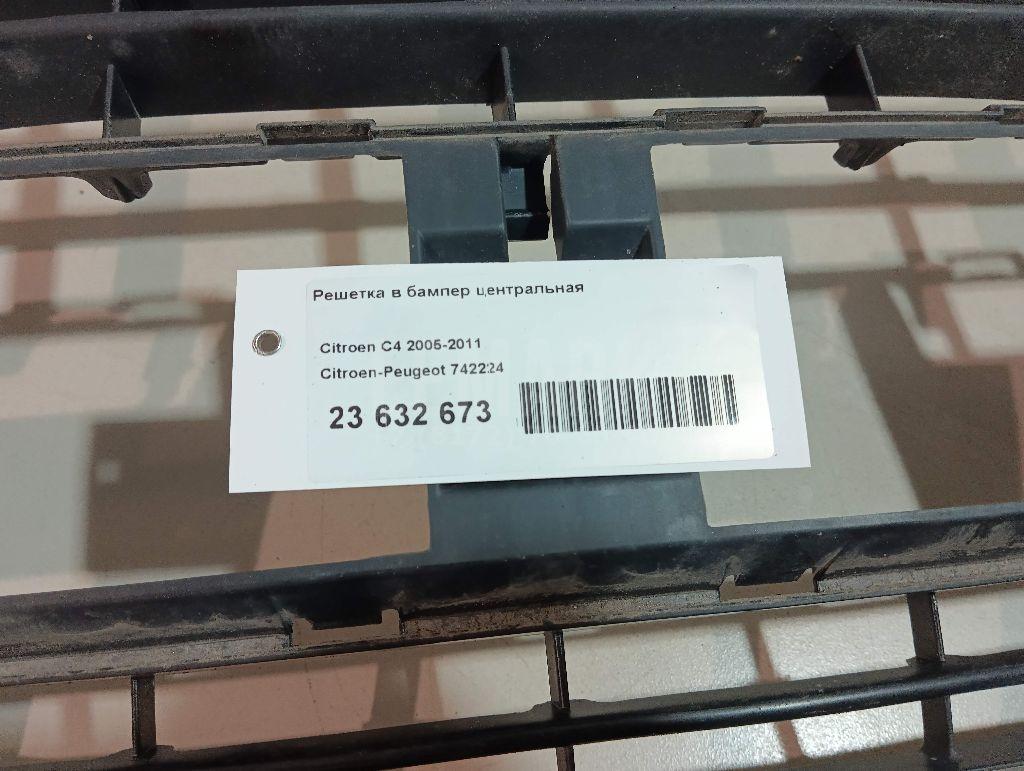 Решетка в бампер центральная
Citroen C4 2005-2011
Citroen-Peugeot 742224
23 632 673